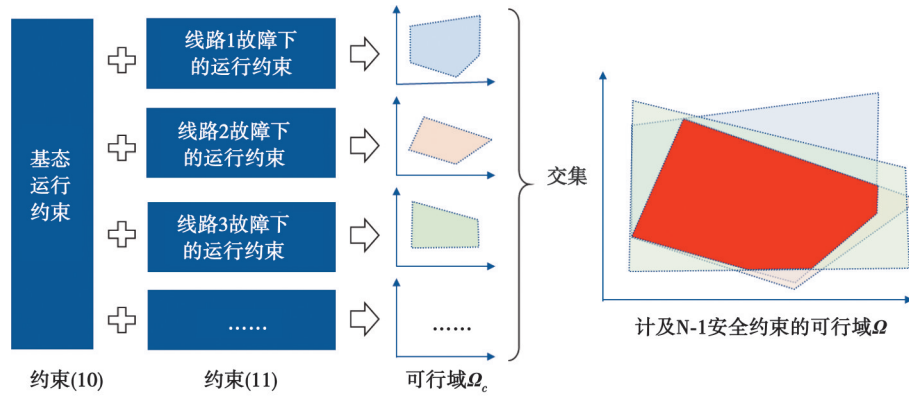 基态
运行
约束
线路1故障下
的运行约束
线路2故障下
的运行约束
线路3故障下
的运行约束
……
……
交集
约束(10)
约束(11)
可行域Ωc
计及N-1安全约束的可行域Ω